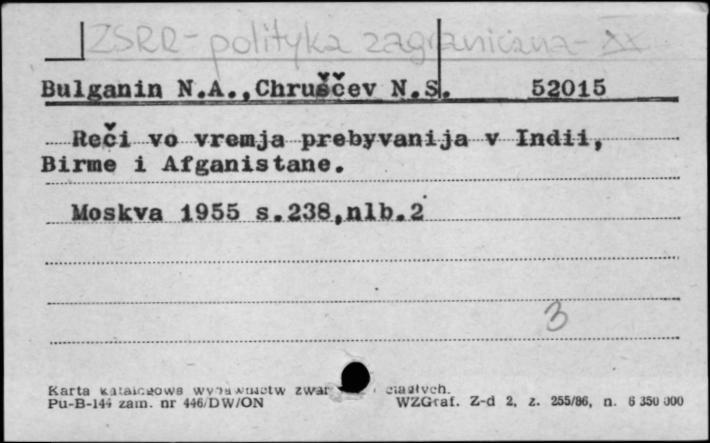 ZSRR - polityka zagraniczna - XX
Bulganin N.A.,Chruščev N.S. 52015
Reči vo vremja prebyvanija v Indii,
Birme i Afganistane.
Moskva 1955 s.238,nlb.2
3
Karta katalogowa wydawnictw ciągłych.
Pu-B-144 zam. nr 446/DW/ON WZGraf. Z-d 2, z. 255/86, n. 6 350 000